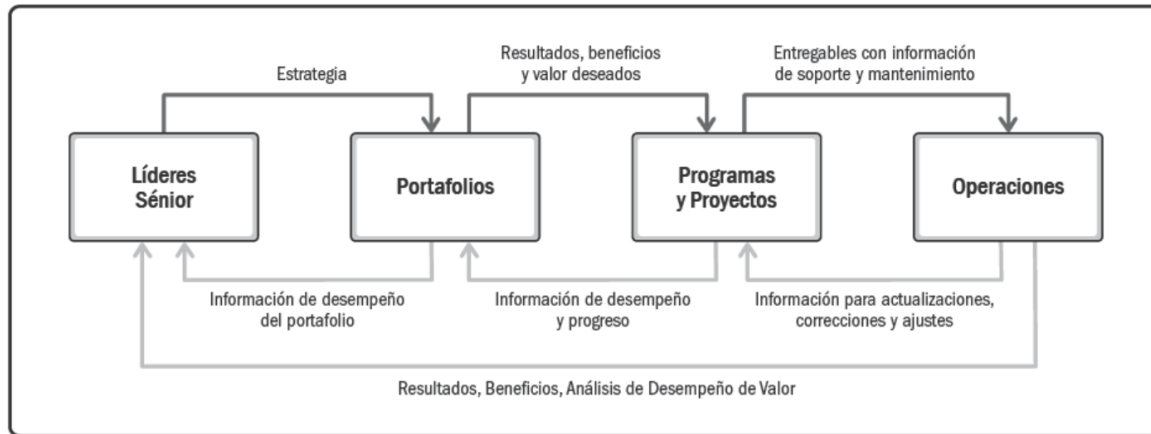 Estrategia
Resultados, beneficios
y valor deseados
Entregables con información
de soporte y mantenimiento
Líderes
Sénior
Portafolios
Programas
y Proyectos
Operaciones
Información de desempeño
del portafolio
Información de desempeño
y progreso
Información para actualizaciones,
correcciones y ajustes
Resultados, Beneficios, Análisis de Desempeño de Valor